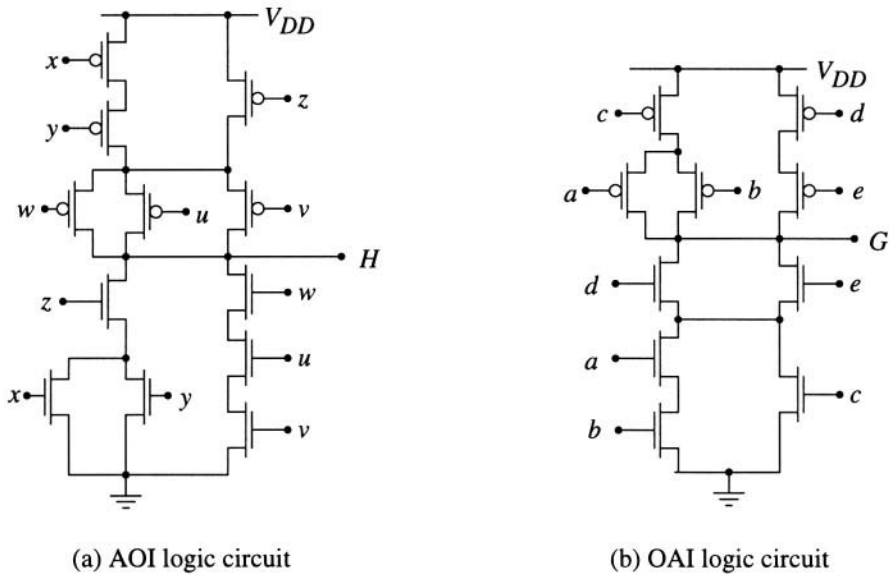 V_DD
x
z
y
w
u
v
H
z
w
u
x
y
v
(a) AOI logic circuit
V_DD
c
d
a
b
e
G
d
e
a
c
b
(b) OAI logic circuit